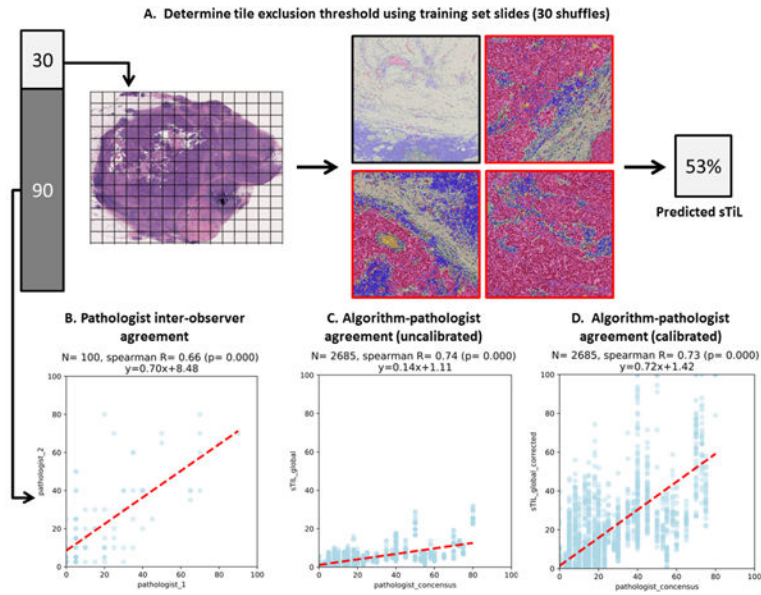 A. Determine tile exclusion threshold using training set slides (30 shuffles)
30
90
53%
Predicted sTiL
B. Pathologist inter-observer
agreement
N= 100, spearman R= 0.66 (p= 0.000)
y=0.70x+8.48
100
80
60
40
20
0
pathologist_2
0
20
40
60
80
100
pathologist_1
C. Algorithm-pathologist
agreement (uncalibrated)
N= 2685, spearman R= 0.74 (p= 0.000)
y=0.14x+1.11
100
80
60
40
20
0
sTIL_global
0
20
40
60
80
100
pathologist_concensus
D. Algorithm-pathologist
agreement (calibrated)
N= 2685, spearman R= 0.73 (p= 0.000)
y=0.72x+1.42
100
80
60
40
20
0
sTIL_global_corrected
0
20
40
60
80
100
pathologist_concensus